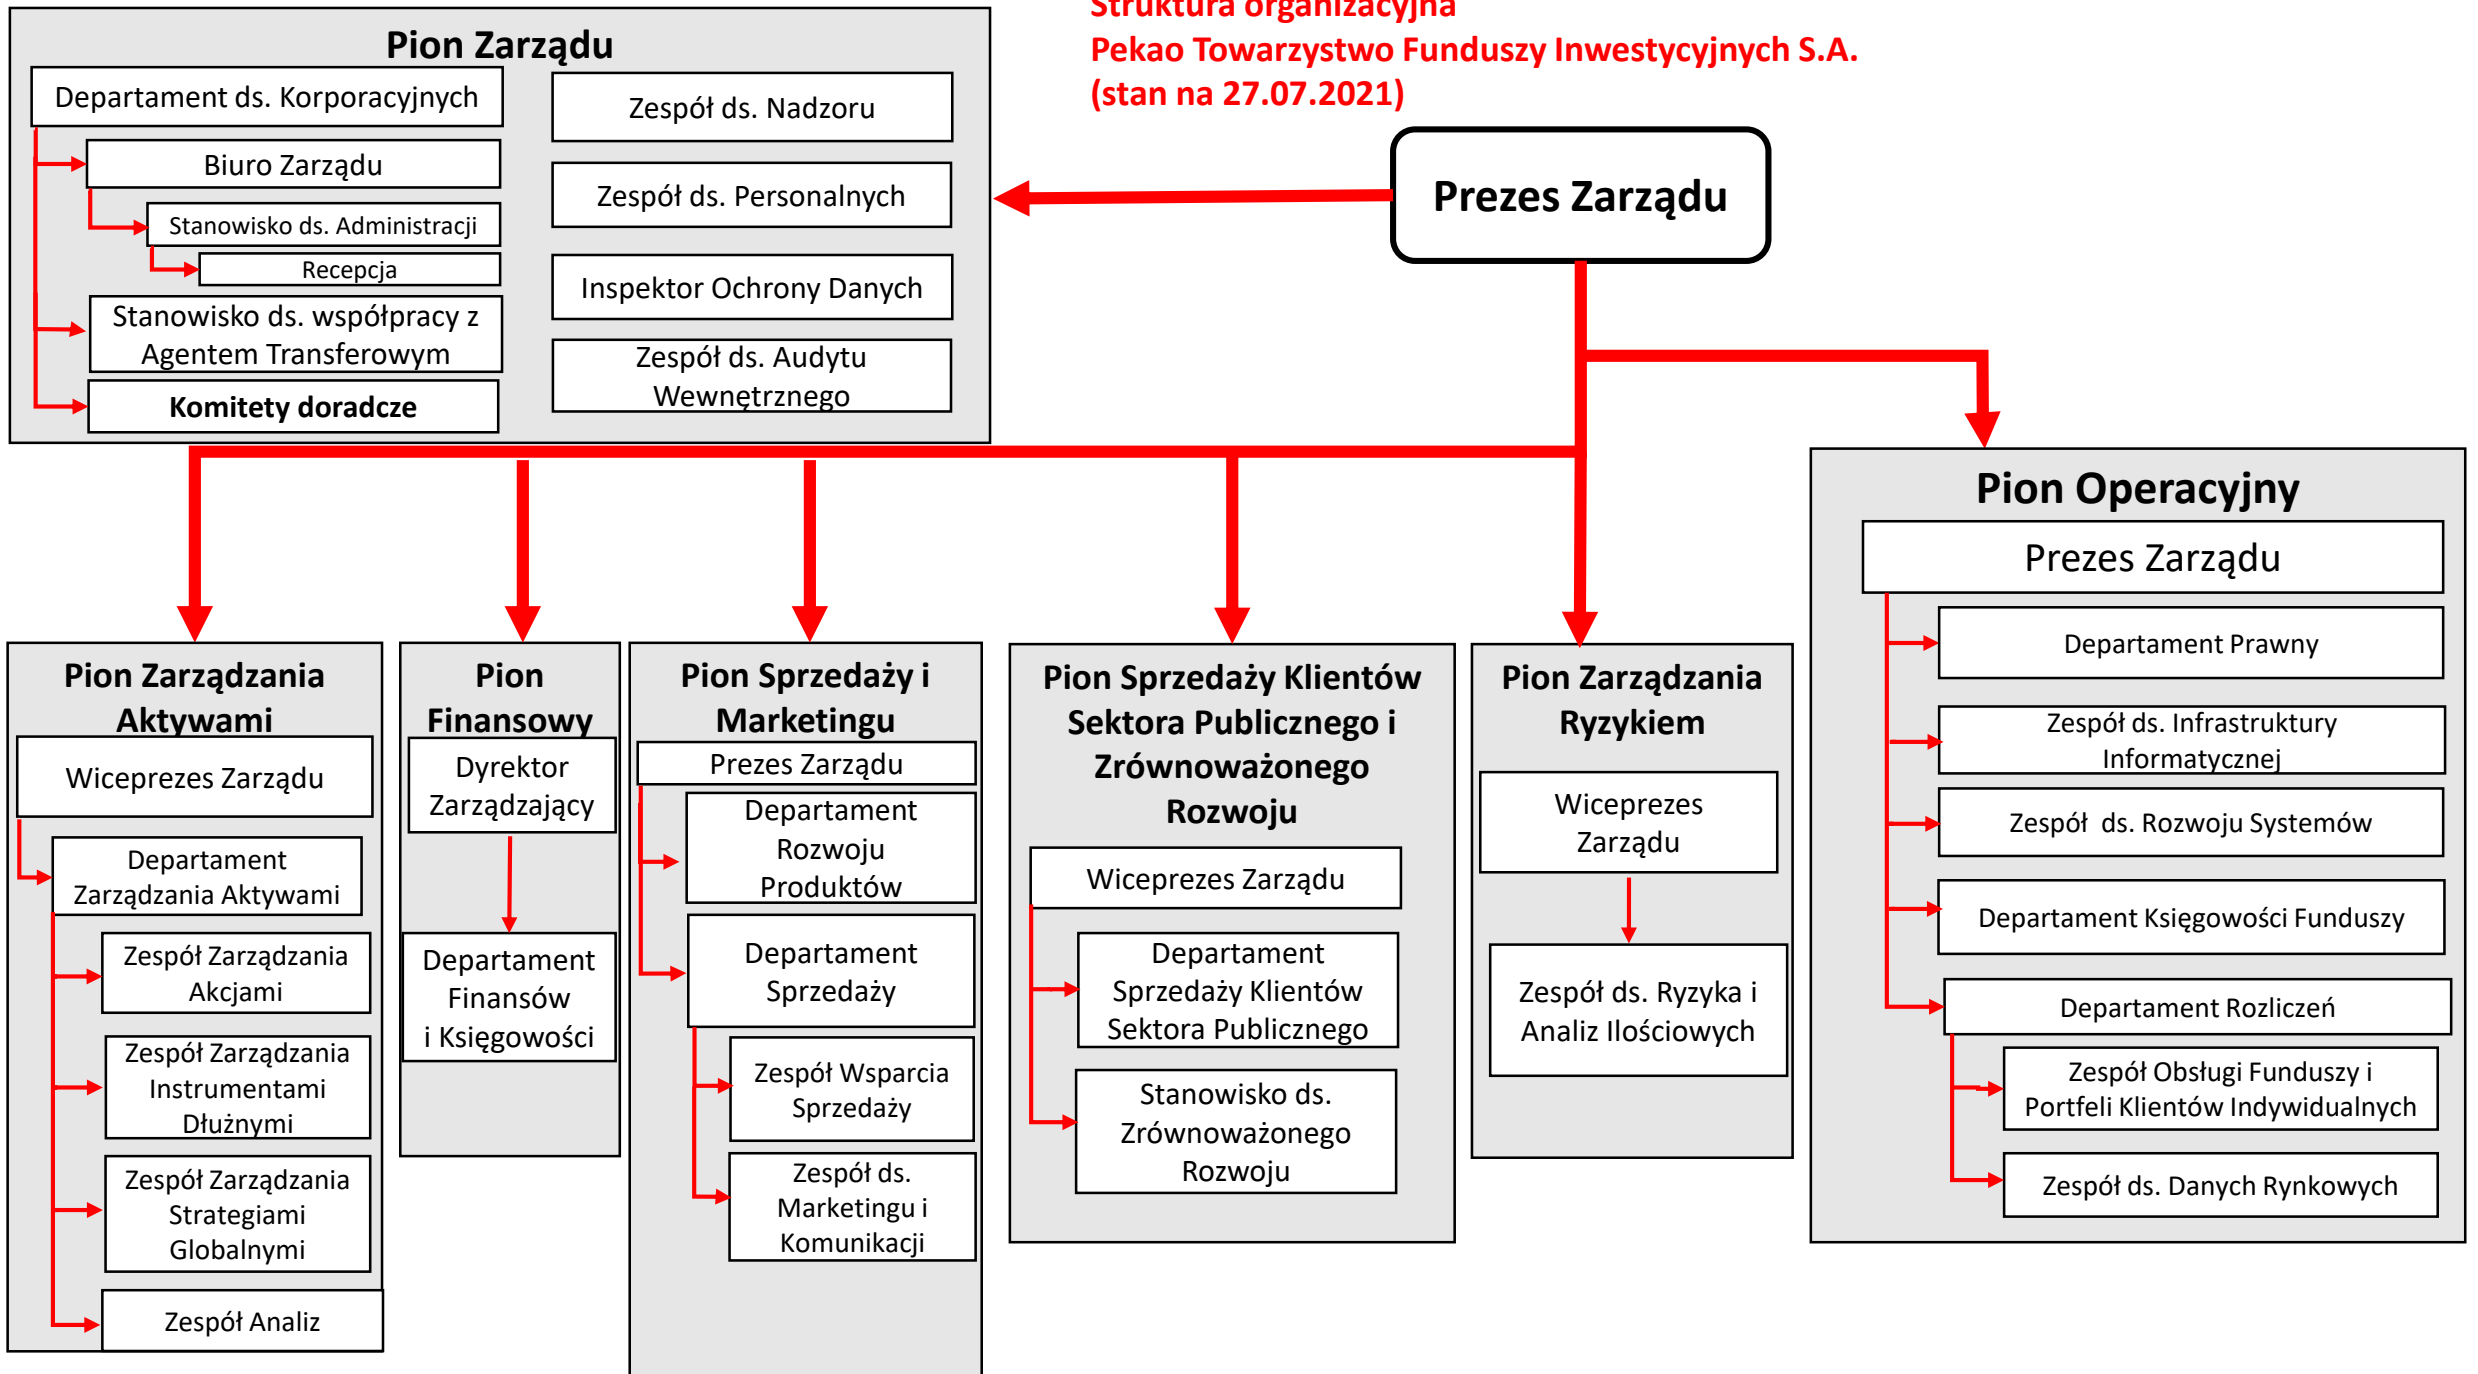 Struktura organizacyjna
Pekao Towarzystwo Funduszy Inwestycyjnych S.A.
(stan na 27.07.2021)
Prezes Zarządu
Pion Zarządu
Departament ds. Korporacyjnych
Biuro Zarządu
Stanowisko ds. Administracji
Recepcja
Stanowisko ds. współpracy z
Agentem Transferowym
Komitety doradcze
Zespół ds. Nadzoru
Zespół ds. Personalnych
Inspektor Ochrony Danych
Zespół ds. Audytu
Wewnętrznego
Pion Zarządzania
Aktywami
Wiceprezes Zarządu
Departament
Zarządzania Aktywami
Zespół Zarządzania
Akcjami
Zespół Zarządzania
Instrumentami
Dłużnymi
Zespół Zarządzania
Strategiami
Globalnymi
Zespół Analiz
Pion
Finansowy
Dyrektor
Zarządzający
Departament
Finansów
i Księgowości
Pion Sprzedaży i
Marketingu
Prezes Zarządu
Departament
Rozwoju
Produktów
Departament
Sprzedaży
Zespół Wsparcia
Sprzedaży
Zespół ds.
Marketingu i
Komunikacji
Pion Sprzedaży Klientów
Sektora Publicznego i
Zrównoważonego
Rozwoju
Wiceprezes Zarządu
Departament
Sprzedaży Klientów
Sektora Publicznego
Stanowisko ds.
Zrównoważonego
Rozwoju
Pion Zarządzania
Ryzykiem
Wiceprezes
Zarządu
Zespół ds. Ryzyka i
Analiz Ilościowych
Pion Operacyjny
Prezes Zarządu
Departament Prawny
Zespół ds. Infrastruktury
Informatycznej
Zespół  ds. Rozwoju Systemów
Departament Księgowości Funduszy
Departament Rozliczeń
Zespół Obsługi Funduszy i
Portfeli Klientów Indywidualnych
Zespół ds. Danych Rynkowych